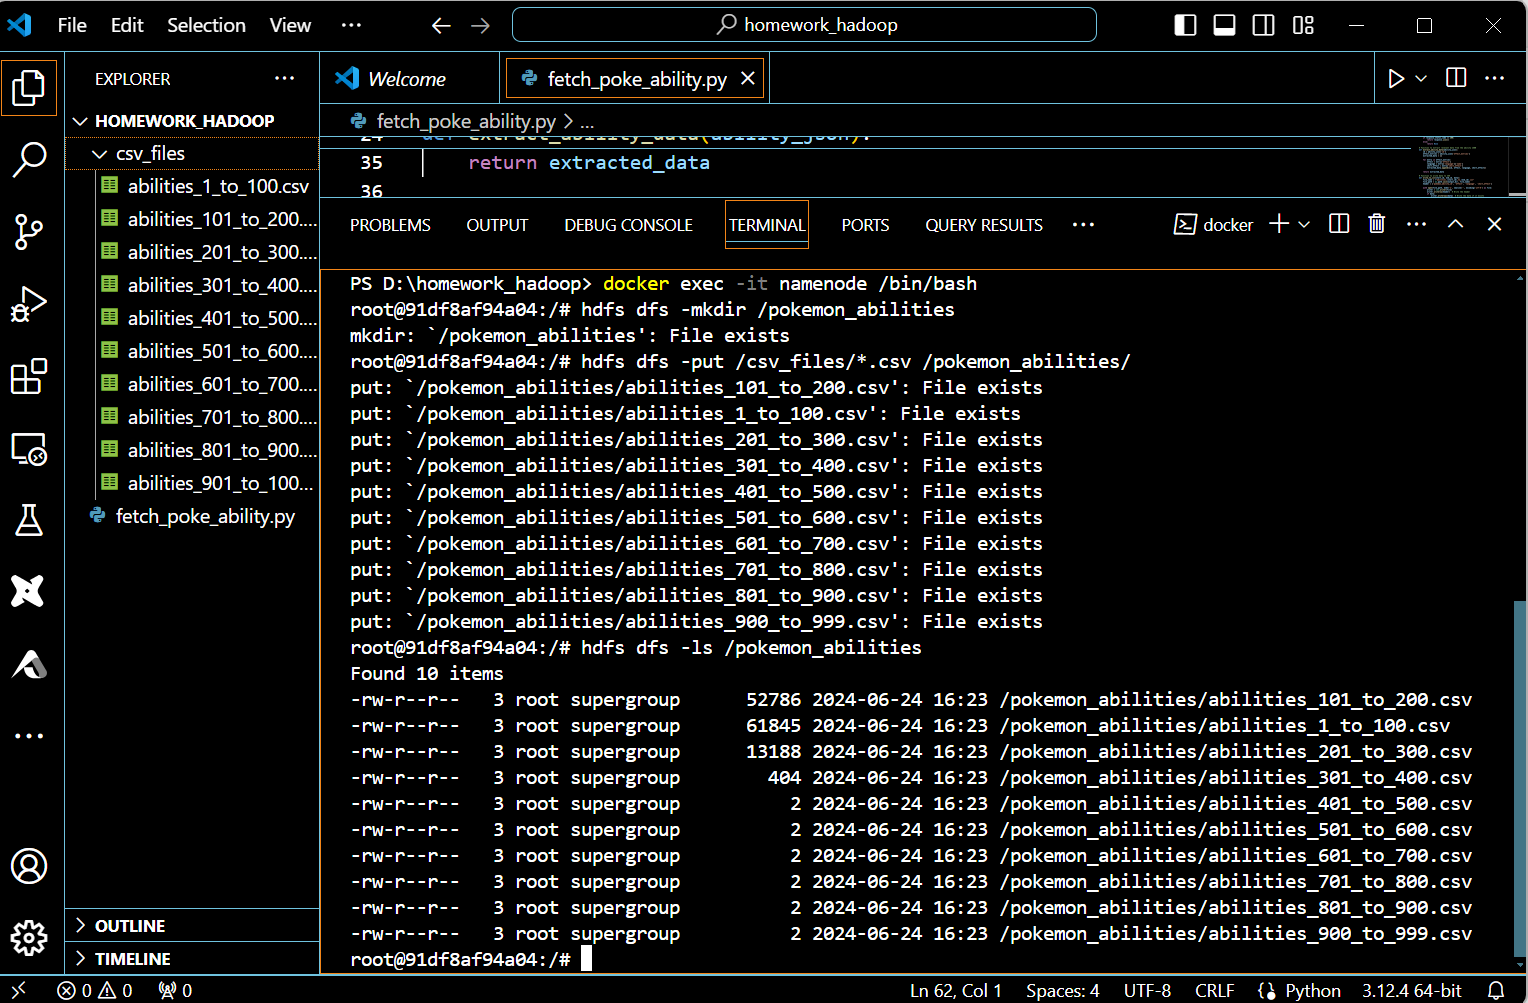 File Edit Selection View ··· homework_hadoop
EXPLORER ···
HOMEWORK_HADOOP
csv_files
abilities_1_to_100.csv
abilities_101_to_200....
abilities_201_to_300....
abilities_301_to_400....
abilities_401_to_500....
abilities_501_to_600....
abilities_601_to_700....
abilities_701_to_800....
abilities_801_to_900....
abilities_901_to_100...
fetch_poke_ability.py
OUTLINE
TIMELINE
Welcome fetch_poke_ability.py
fetch_poke_ability.py > ...
24 def extract_ability_data(ability_json):
35 return extracted_data
36
PROBLEMS OUTPUT DEBUG CONSOLE TERMINAL PORTS QUERY RESULTS ··· docker
PS D:\homework_hadoop> docker exec -it namenode /bin/bash
root@91df8af94a04:/# hdfs dfs -mkdir /pokemon_abilities
mkdir: `/pokemon_abilities': File exists
root@91df8af94a04:/# hdfs dfs -put /csv_files/*.csv /pokemon_abilities/
put: `/pokemon_abilities/abilities_101_to_200.csv': File exists
put: `/pokemon_abilities/abilities_1_to_100.csv': File exists
put: `/pokemon_abilities/abilities_201_to_300.csv': File exists
put: `/pokemon_abilities/abilities_301_to_400.csv': File exists
put: `/pokemon_abilities/abilities_401_to_500.csv': File exists
put: `/pokemon_abilities/abilities_501_to_600.csv': File exists
put: `/pokemon_abilities/abilities_601_to_700.csv': File exists
put: `/pokemon_abilities/abilities_701_to_800.csv': File exists
put: `/pokemon_abilities/abilities_801_to_900.csv': File exists
put: `/pokemon_abilities/abilities_900_to_999.csv': File exists
root@91df8af94a04:/# hdfs dfs -ls /pokemon_abilities
Found 10 items
-rw-r--r-- 3 root supergroup 52786 2024-06-24 16:23 /pokemon_abilities/abilities_101_to_200.csv
-rw-r--r-- 3 root supergroup 61845 2024-06-24 16:23 /pokemon_abilities/abilities_1_to_100.csv
-rw-r--r-- 3 root supergroup 13188 2024-06-24 16:23 /pokemon_abilities/abilities_201_to_300.csv
-rw-r--r-- 3 root supergroup 404 2024-06-24 16:23 /pokemon_abilities/abilities_301_to_400.csv
-rw-r--r-- 3 root supergroup 2 2024-06-24 16:23 /pokemon_abilities/abilities_401_to_500.csv
-rw-r--r-- 3 root supergroup 2 2024-06-24 16:23 /pokemon_abilities/abilities_501_to_600.csv
-rw-r--r-- 3 root supergroup 2 2024-06-24 16:23 /pokemon_abilities/abilities_601_to_700.csv
-rw-r--r-- 3 root supergroup 2 2024-06-24 16:23 /pokemon_abilities/abilities_701_to_800.csv
-rw-r--r-- 3 root supergroup 2 2024-06-24 16:23 /pokemon_abilities/abilities_801_to_900.csv
-rw-r--r-- 3 root supergroup 2 2024-06-24 16:23 /pokemon_abilities/abilities_900_to_999.csv
root@91df8af94a04:/#
0 0 0 Ln 62, Col 1 Spaces: 4 UTF-8 CRLF Python 3.12.4 64-bit